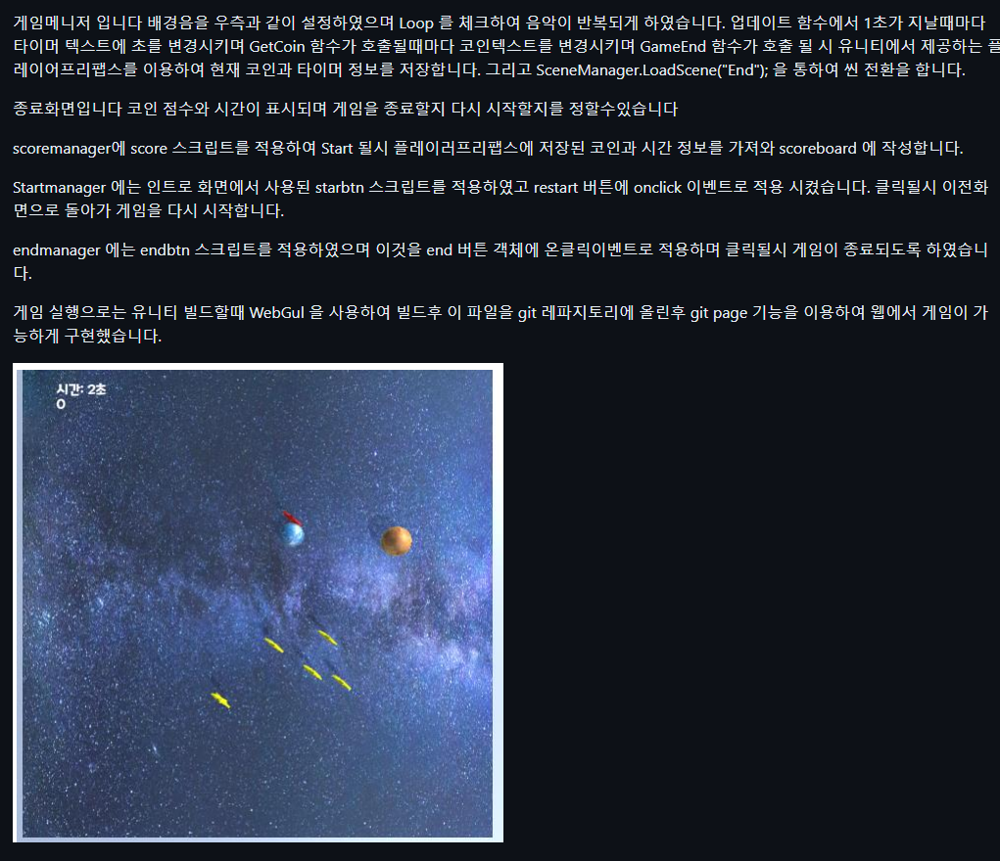 게임메니저 입니다 배경음을 우측과 같이 설정하였으며 Loop 를 체크하여 음악이 반복되게 하였습니다. 업데이트 함수에서 1초가 지날때마다
타이머 텍스트에 초를 변경시키며 GetCoin 함수가 호출될때마다 코인텍스트를 변경시키며 GameEnd 함수가 호출 될 시 유니티에서 제공하는 플
레이어프리팹스를 이용하여 현재 코인과 타이머 정보를 저장합니다. 그리고 SceneManager.LoadScene("End"); 을 통하여 씬 전환을 합니다.
종료화면입니다 코인 점수와 시간이 표시되며 게임을 종료할지 다시 시작할지를 정할수있습니다
scoremanager에 score 스크립트를 적용하여 Start 될시 플레이러프리팹스에 저장된 코인과 시간 정보를 가져와 scoreboard 에 작성합니다.
Startmanager 에는 인트로 화면에서 사용된 starbtn 스크립트를 적용하였고 restart 버튼에 onclick 이벤트로 적용 시켰습니다. 클릭될시 이전화
면으로 돌아가 게임을 다시 시작합니다.
endmanager 에는 endbtn 스크립트를 적용하였으며 이것을 end 버튼 객체에 온클릭이벤트로 적용하며 클릭될시 게임이 종료되도록 하였습니
다.
게임 실행으로는 유니티 빌드할때 WebGul 을 사용하여 빌드후 이 파일을 git 레파지토리에 올린후 git page 기능을 이용하여 웹에서 게임이 가
능하게 구현했습니다.
시간: 2초
0